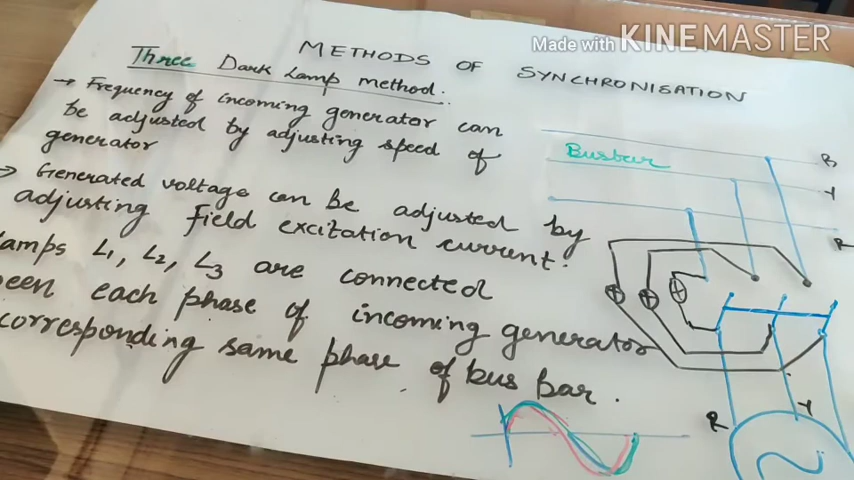 Made with KINEMASTER
METHODS OF SYNCHRONISATION
Three Dark Lamp method.
→ Frequency of incoming generator can
be adjusted by adjusting speed of
generator
→ Generated voltage can be adjusted by
adjusting field excitation current.
Lamps L1, L2, L3 are connected
een each phase of incoming generator
corresponding same phase of bus bar.
Busbar
B
Y
R
R
Y